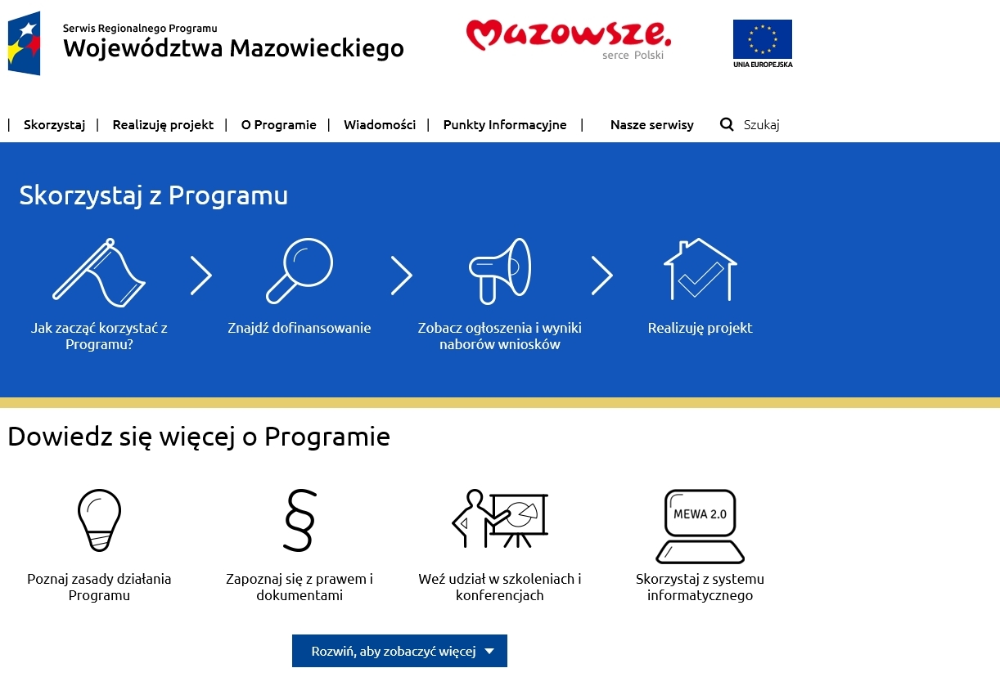 Serwis Regionalnego Programu
Województwa Mazowieckiego
Mazowsze.
serce Polski
UNIA EUROPEJSKA
| Skorzystaj | Realizuję projekt | O Programie | Wiadomości | Punkty Informacyjne | Nasze serwisy Szukaj
Skorzystaj z Programu
Jak zacząć korzystać z
Programu?
Znajdź dofinansowanie
Zobacz ogłoszenia i wyniki
naborów wniosków
Realizuję projekt
Dowiedz się więcej o Programie
Poznaj zasady działania
Programu
Zapoznaj się z prawem i
dokumentami
Weź udział w szkoleniach i
konferencjach
MEWA 2.0
Skorzystaj z systemu
informatycznego
Rozwiń, aby zobaczyć więcej